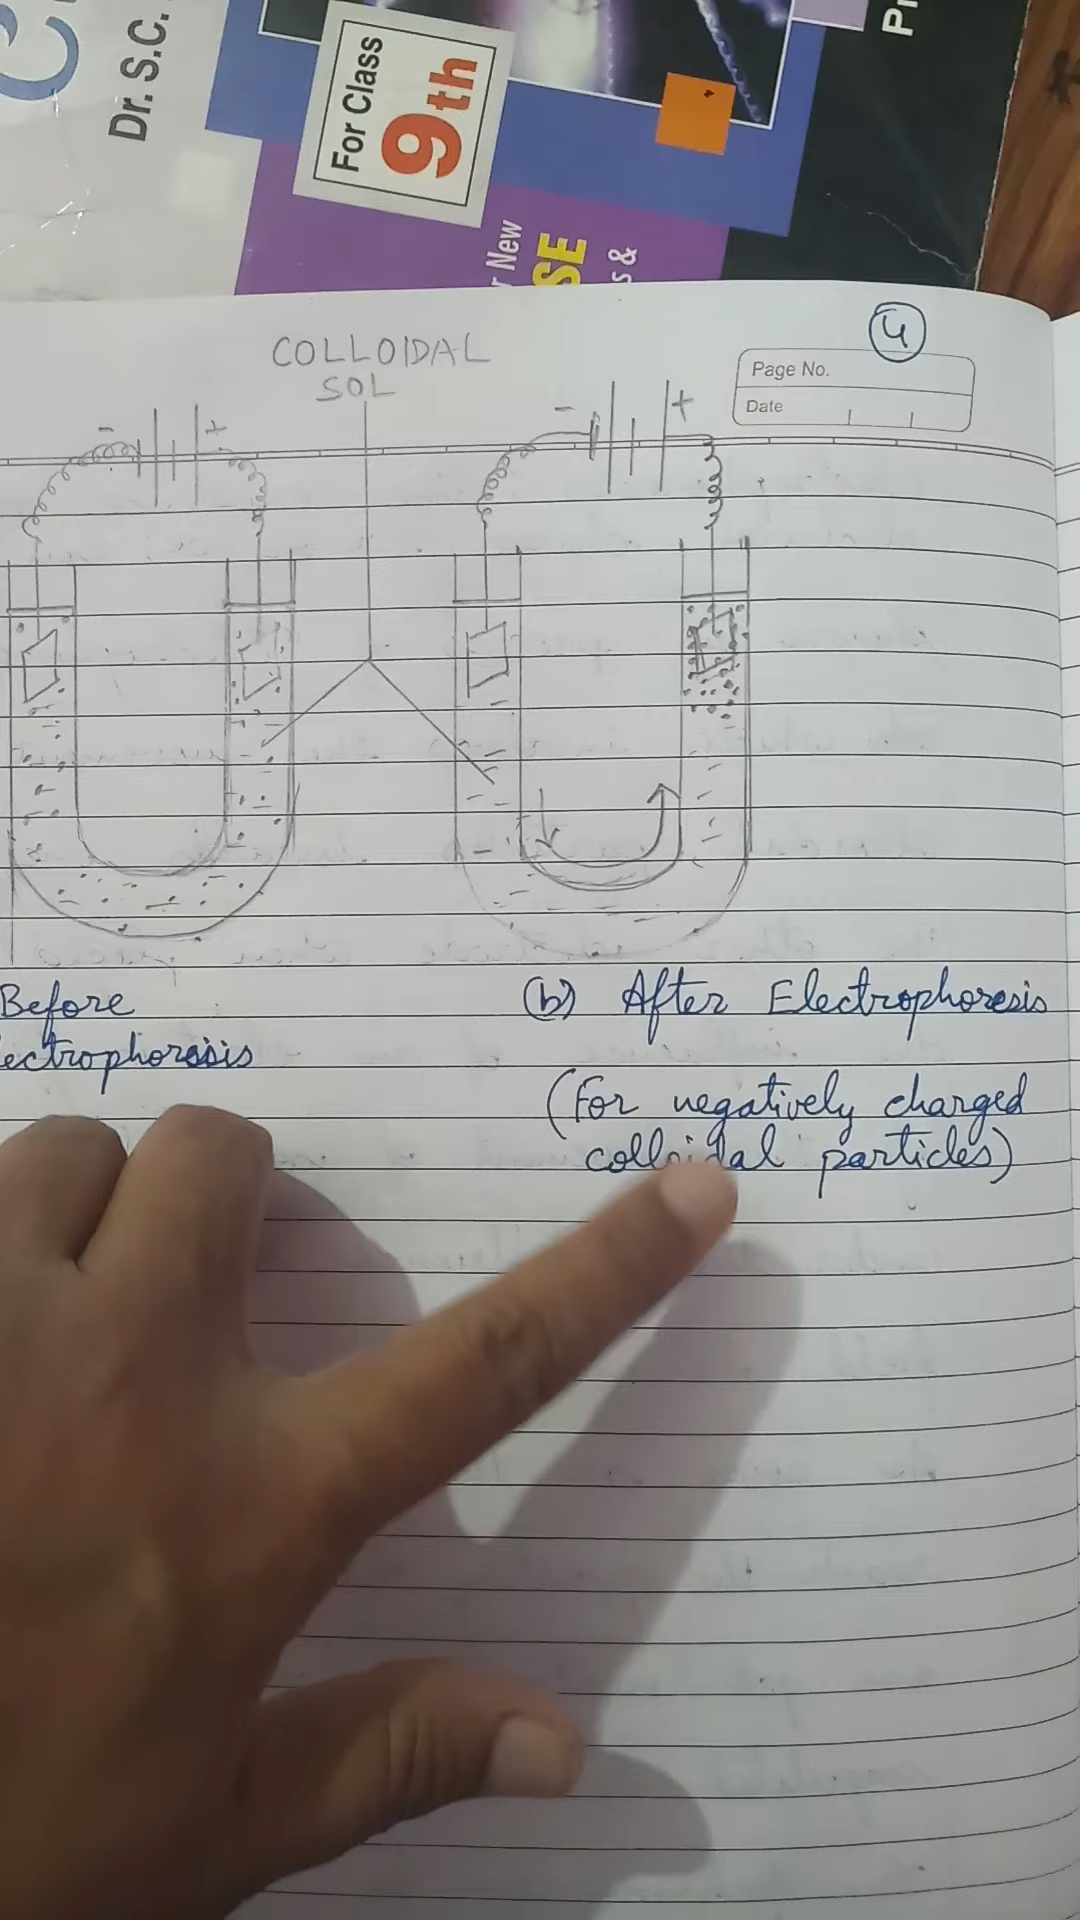 Dr. S.C.
For Class
9th
r New
SE
s &
Pr
4
Page No.
Date
COLLOIDAL
SOL
- +
- +
Before
ectrophorosis
(b) After Electrophoresis
(For negatively charged
colloidal particles)